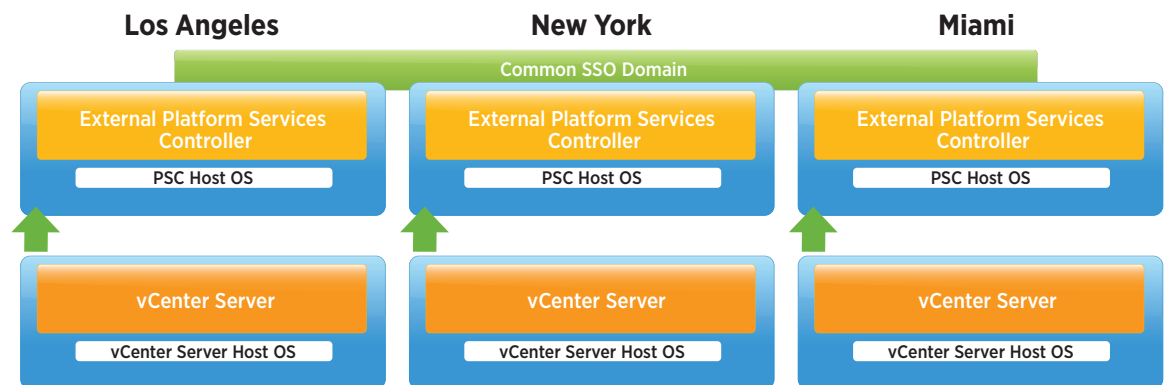 Los Angeles
New York
Miami
Common SSO Domain
External Platform Services
Controller
PSC Host OS
External Platform Services
Controller
PSC Host OS
External Platform Services
Controller
PSC Host OS
vCenter Server
vCenter Server Host OS
vCenter Server
vCenter Server Host OS
vCenter Server
vCenter Server Host OS